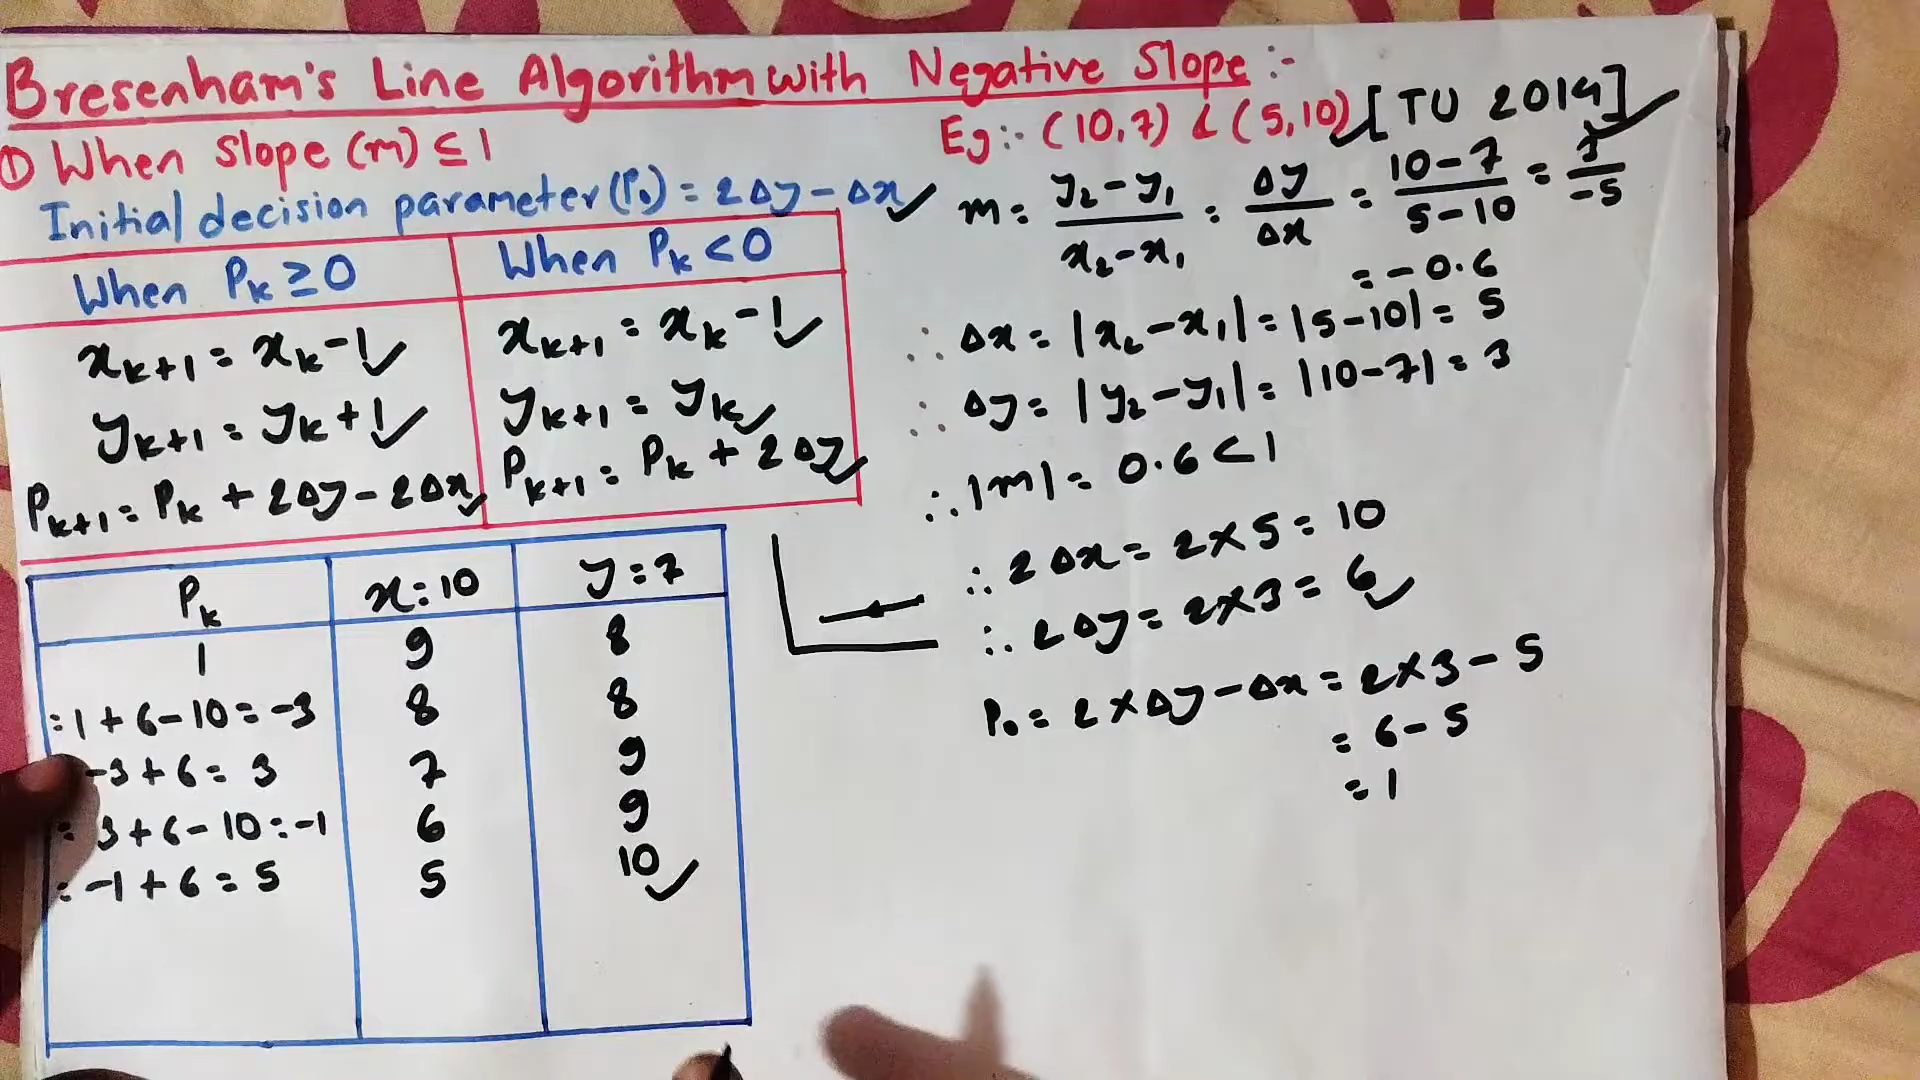 Bresenham's Line Algorithm with Negative Slope :-
① When slope (m) ≤ 1
Initial decision parameter (P₀) = 2Δy - Δx ✓
When Pₖ ≥ 0
xₖ₊₁ = xₖ - 1 ✓
yₖ₊₁ = yₖ + 1 ✓
Pₖ₊₁ = Pₖ + 2Δy - 2Δx ✓
When Pₖ < 0
xₖ₊₁ = xₖ - 1 ✓
yₖ₊₁ = yₖ ✓
Pₖ₊₁ = Pₖ + 2Δy ✓
Pₖ x = 10 y = 7
1 9 8
= 1 + 6 - 10 = -3 8 8
-3 + 6 = 3 7 9
= 3 + 6 - 10 = -1 6 9
= -1 + 6 = 5 5 10 ✓
Eg :- (10,7) & (5,10) ✓ [TU 2014] ✓
m = y₂ - y₁ / x₂ - x₁ = Δy / Δx = 10 - 7 / 5 - 10 = 3 / -5
= -0.6
∴ Δx = |x₂ - x₁| = |5 - 10| = 5
∴ Δy = |y₂ - y₁| = |10 - 7| = 3
∴ |m| = 0.6 < 1
∴ 2Δx = 2 × 5 = 10
∴ 2Δy = 2 × 3 = 6 ✓
P₀ = 2 × Δy - Δx = 2 × 3 - 5
= 6 - 5
= 1